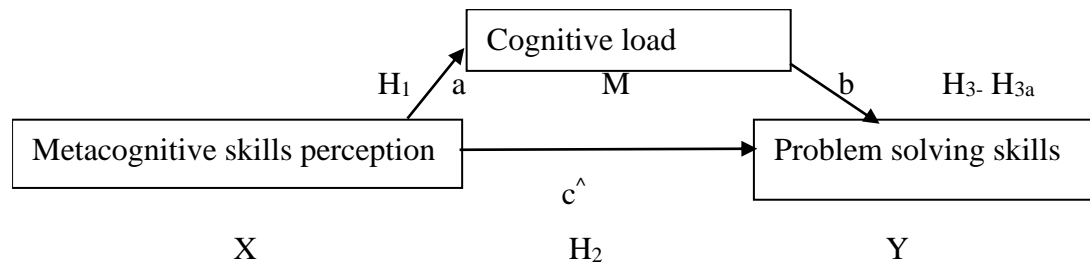 Cognitive load
H₁ a M b H₃- H₃ₐ
Metacognitive skills perception Problem solving skills
c^
X H₂ Y